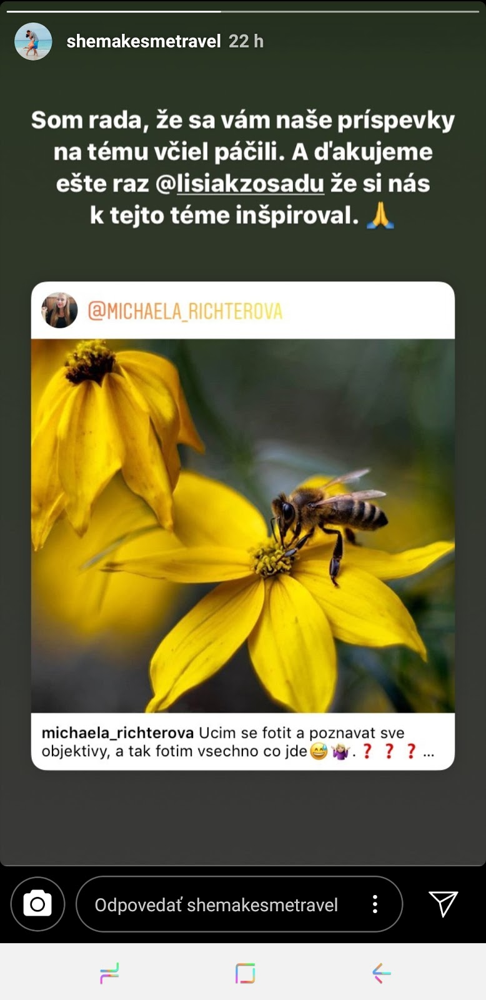 shemakesmetravel 22 h
Som rada, že sa vám naše príspevky
na tému včiel páčili. A ďakujeme
ešte raz @lisiakzosadu že si nás
k tejto téme inšpiroval. 🙏
@MICHAELA_RICHTEROVA
michaela_richterova Ucim se fotit a poznavat sve
objektivy, a tak fotim vsechno co jde😅🤷🏼‍♀️. ❓ ❓ ❓ ...
Odpovedať shemakesmetravel